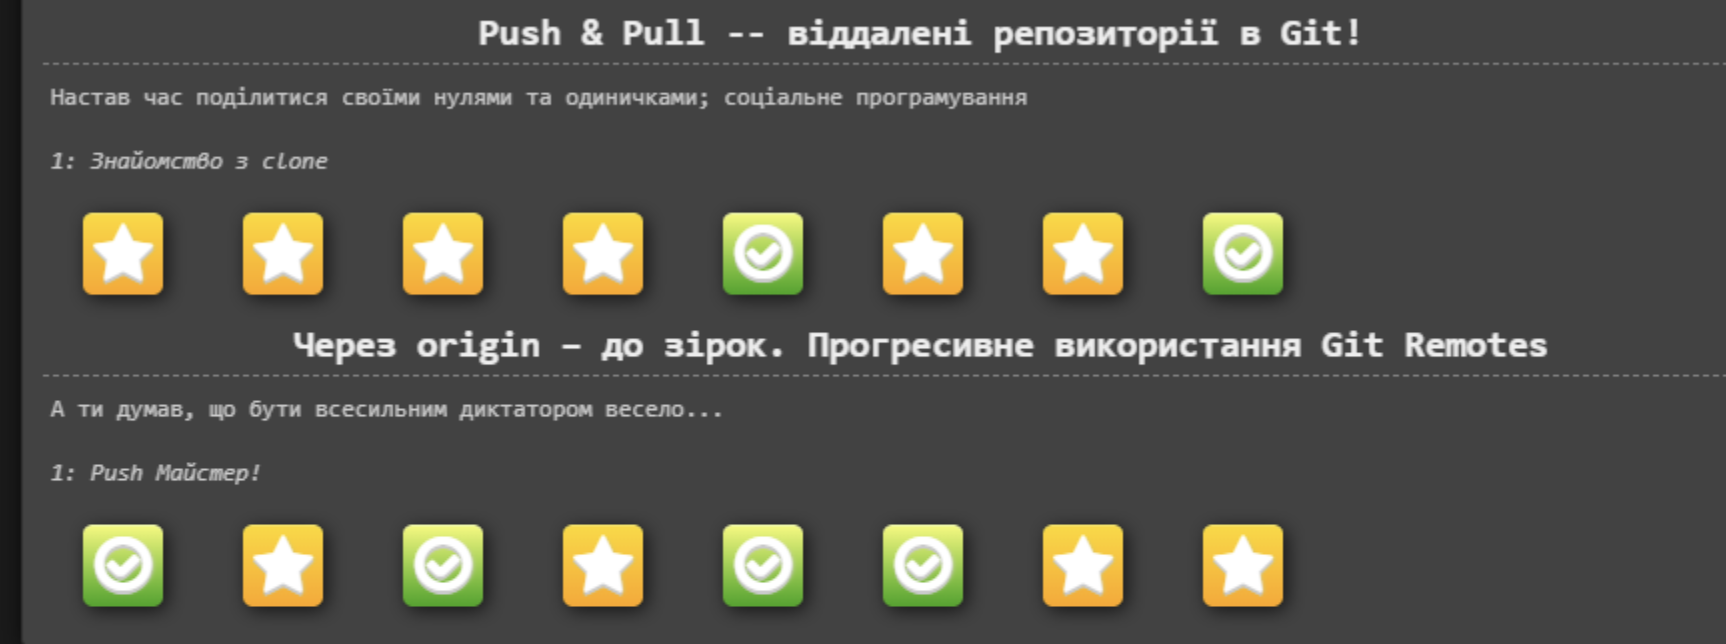 Push & Pull -- віддалені репозиторії в Git!
Настав час поділитися своїми нулями та одиничками; соціальне програмування
1: Знайомство з clone
Через origin – до зірок. Прогресивне використання Git Remotes
А ти думав, що бути всесильним диктатором весело...
1: Push Майстер!